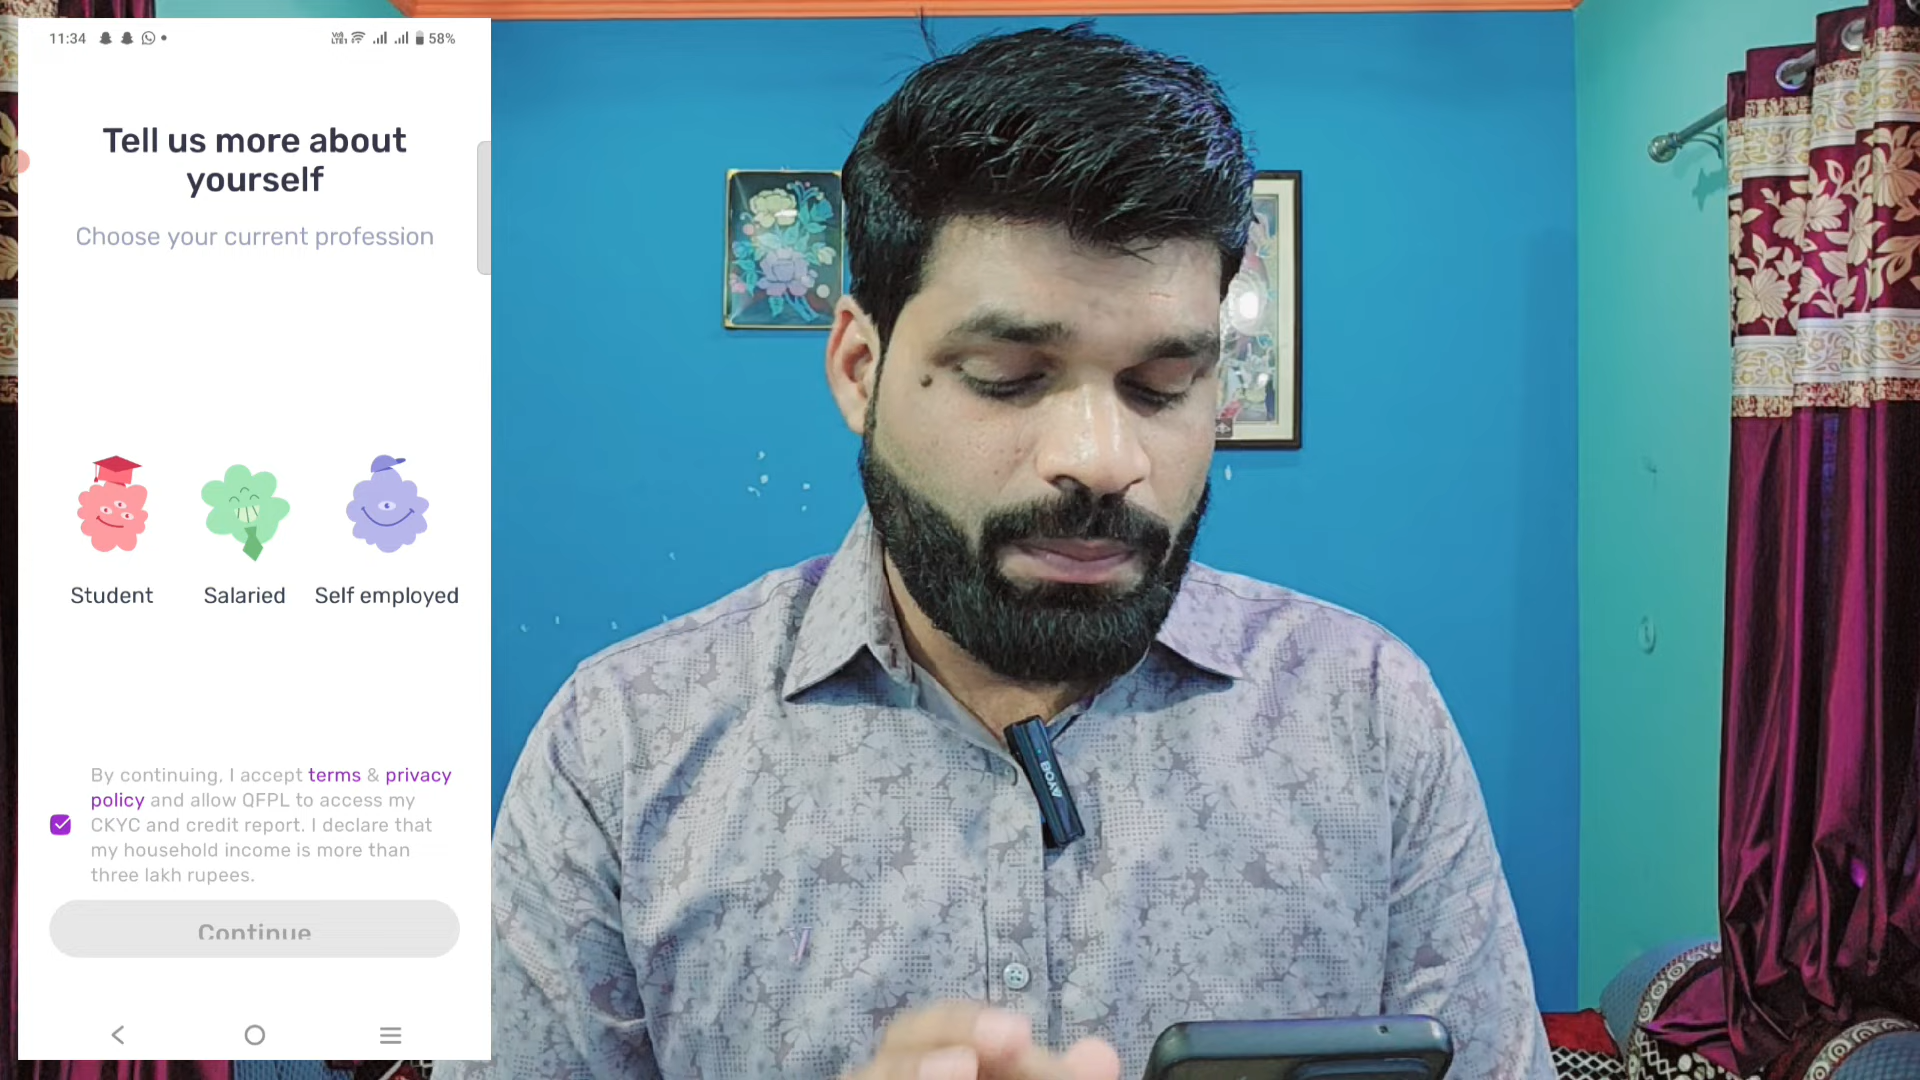 11:34
58%
Tell us more about
yourself
Choose your current profession
Student
Salaried
Self employed
By continuing, I accept terms & privacy
policy and allow QFPL to access my
CKYC and credit report. I declare that
my household income is more than
three lakh rupees.
Continue
BOYA
y